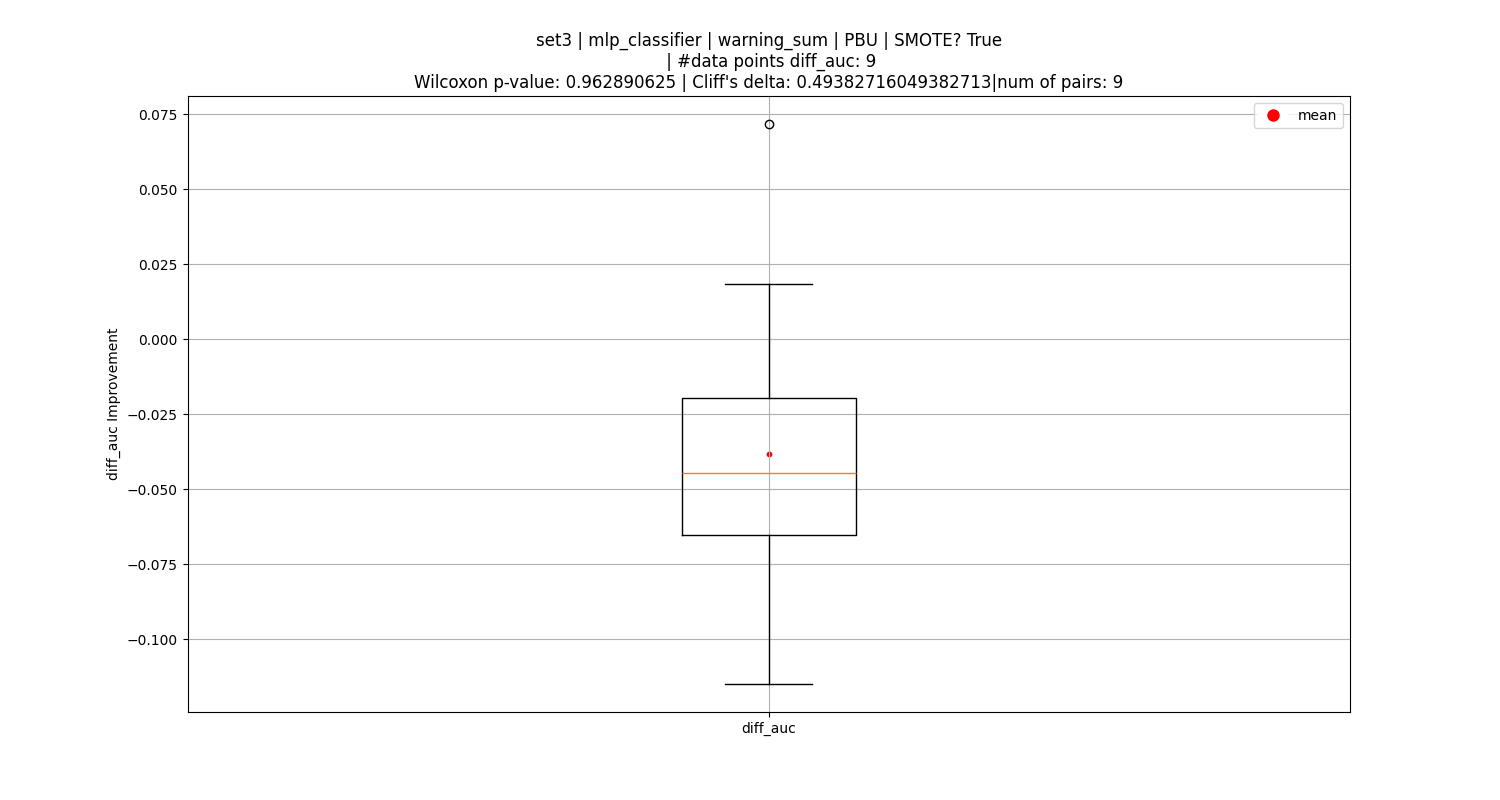 set3 | mlp_classifier | warning_sum | PBU | SMOTE? True
| #data points diff_auc: 9
Wilcoxon p-value: 0.962890625 | Cliff's delta: 0.49382716049382713|num of pairs: 9
mean
0.075
0.050
0.025
0.000
−0.025
−0.050
−0.075
−0.100
diff_auc Improvement
diff_auc